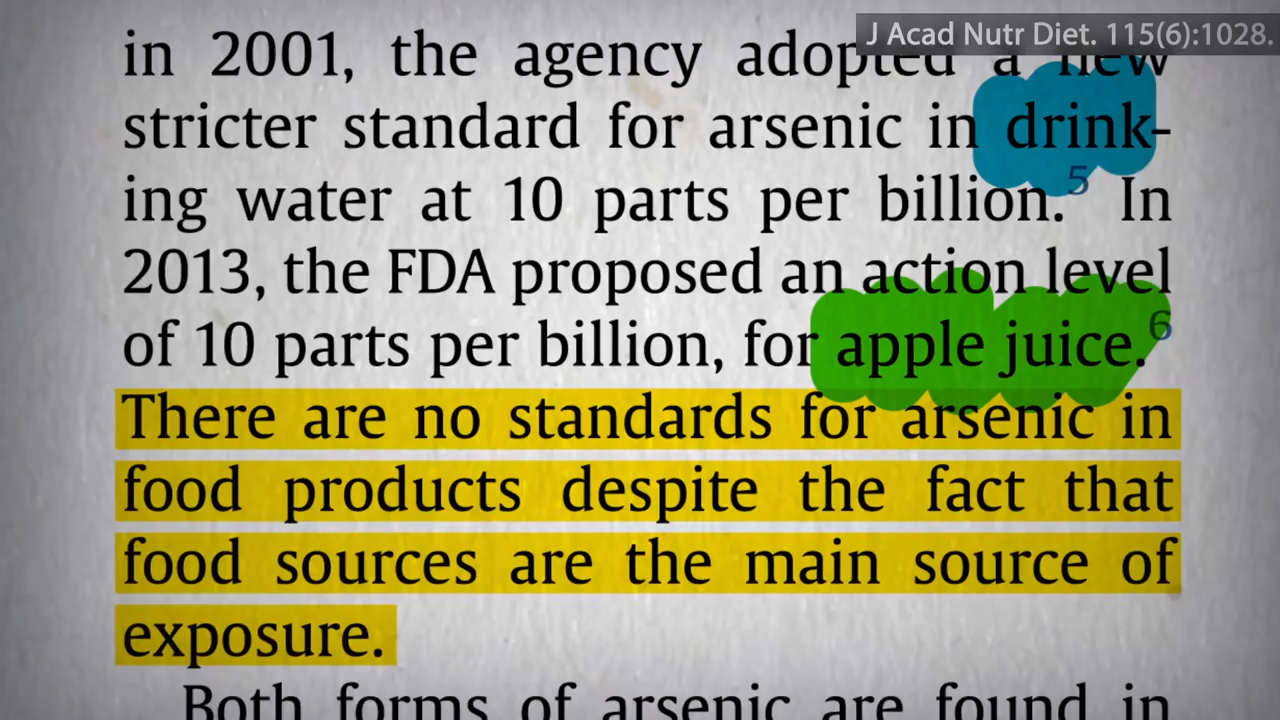 J Acad Nutr Diet. 115(6):1028.
in 2001, the agency adopted a new
stricter standard for arsenic in drink-
ing water at 10 parts per billion.5 In
2013, the FDA proposed an action level
of 10 parts per billion, for apple juice.6
There are no standards for arsenic in
food products despite the fact that
food sources are the main source of
exposure.
Both forms of arsenic are found in